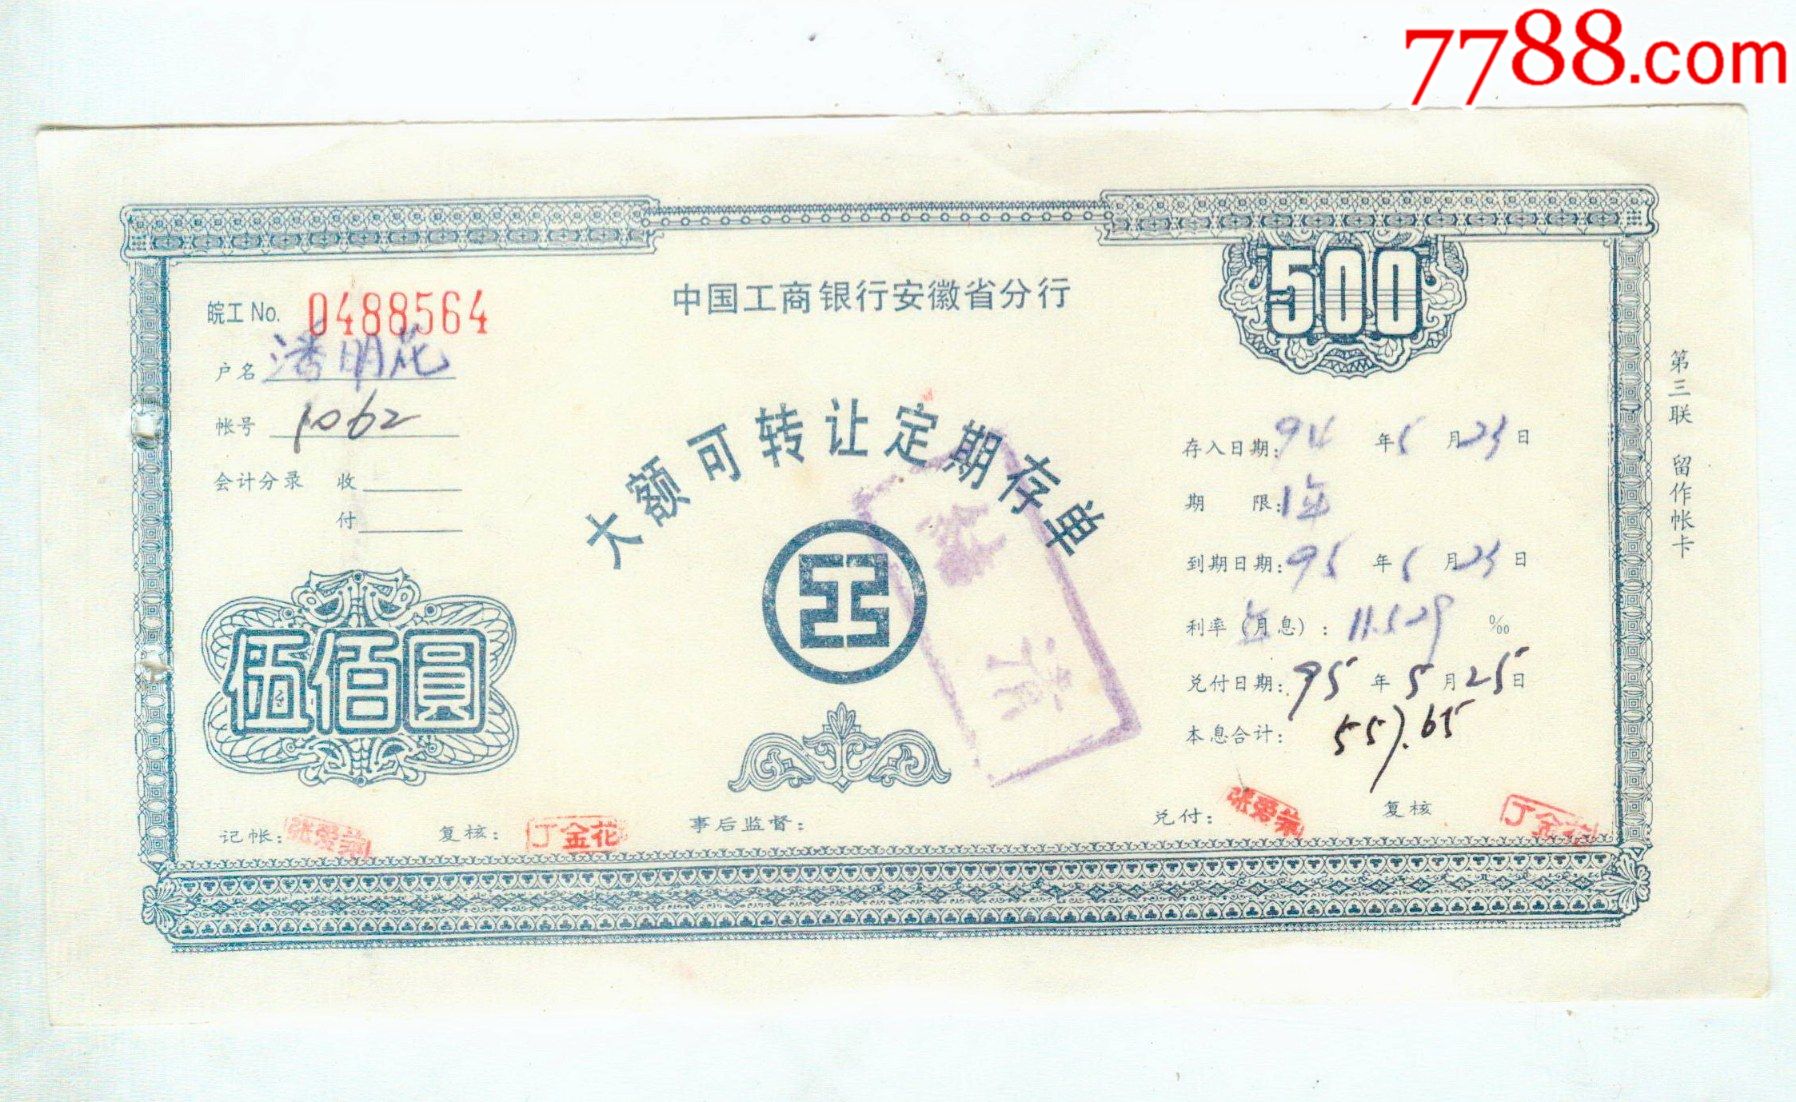 7788.com
中国工商银行安徽省分行
500
皖工 No. 0488564
户名 潘明花
帐号 1062
会计分录 收
付
大额可转让定期存单
伍佰圆
存入日期: 94 年 5 月 25 日
期 限: 1年
到期日期: 95 年 5 月 25 日
利率(月息): 11.529 ‰
兑付日期: 95 年 5 月 25 日
本息合计: 557.65
第三联 留作帐卡
记帐:
复核: 丁金花
事后监督:
兑付:
复核 丁金花